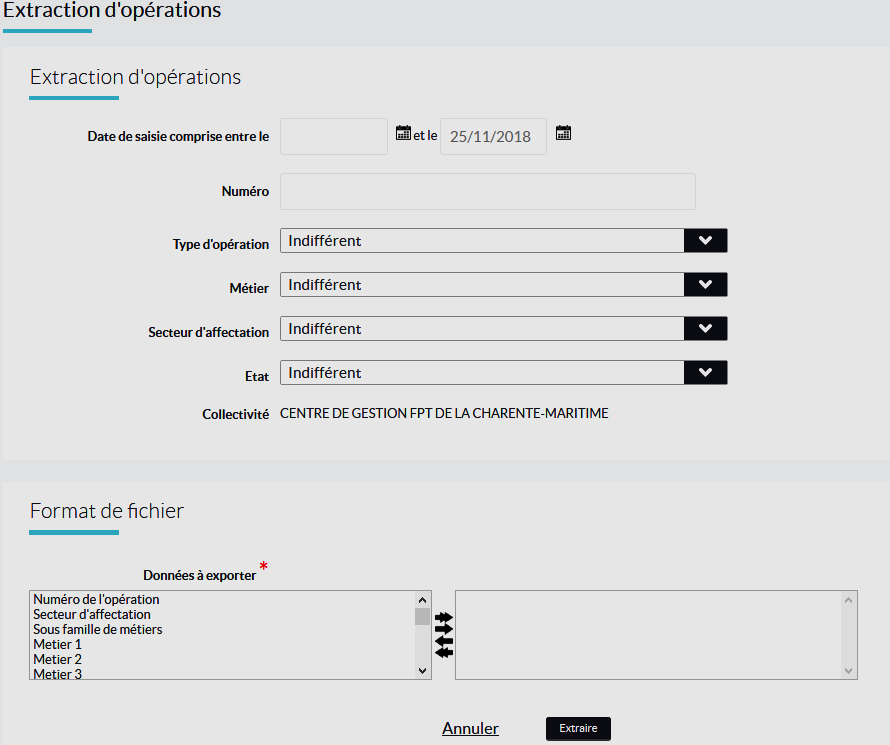 Extraction d'opérations
Extraction d'opérations
Date de saisie comprise entre le et le 25/11/2018
Numéro
Type d'opération Indifférent
Métier Indifférent
Secteur d'affectation Indifférent
Etat Indifférent
Collectivité CENTRE DE GESTION FPT DE LA CHARENTE-MARITIME
Format de fichier
Données à exporter *
Numéro de l'opération
Secteur d'affectation
Sous famille de métiers
Metier 1
Metier 2
Metier 3
Annuler Extraire